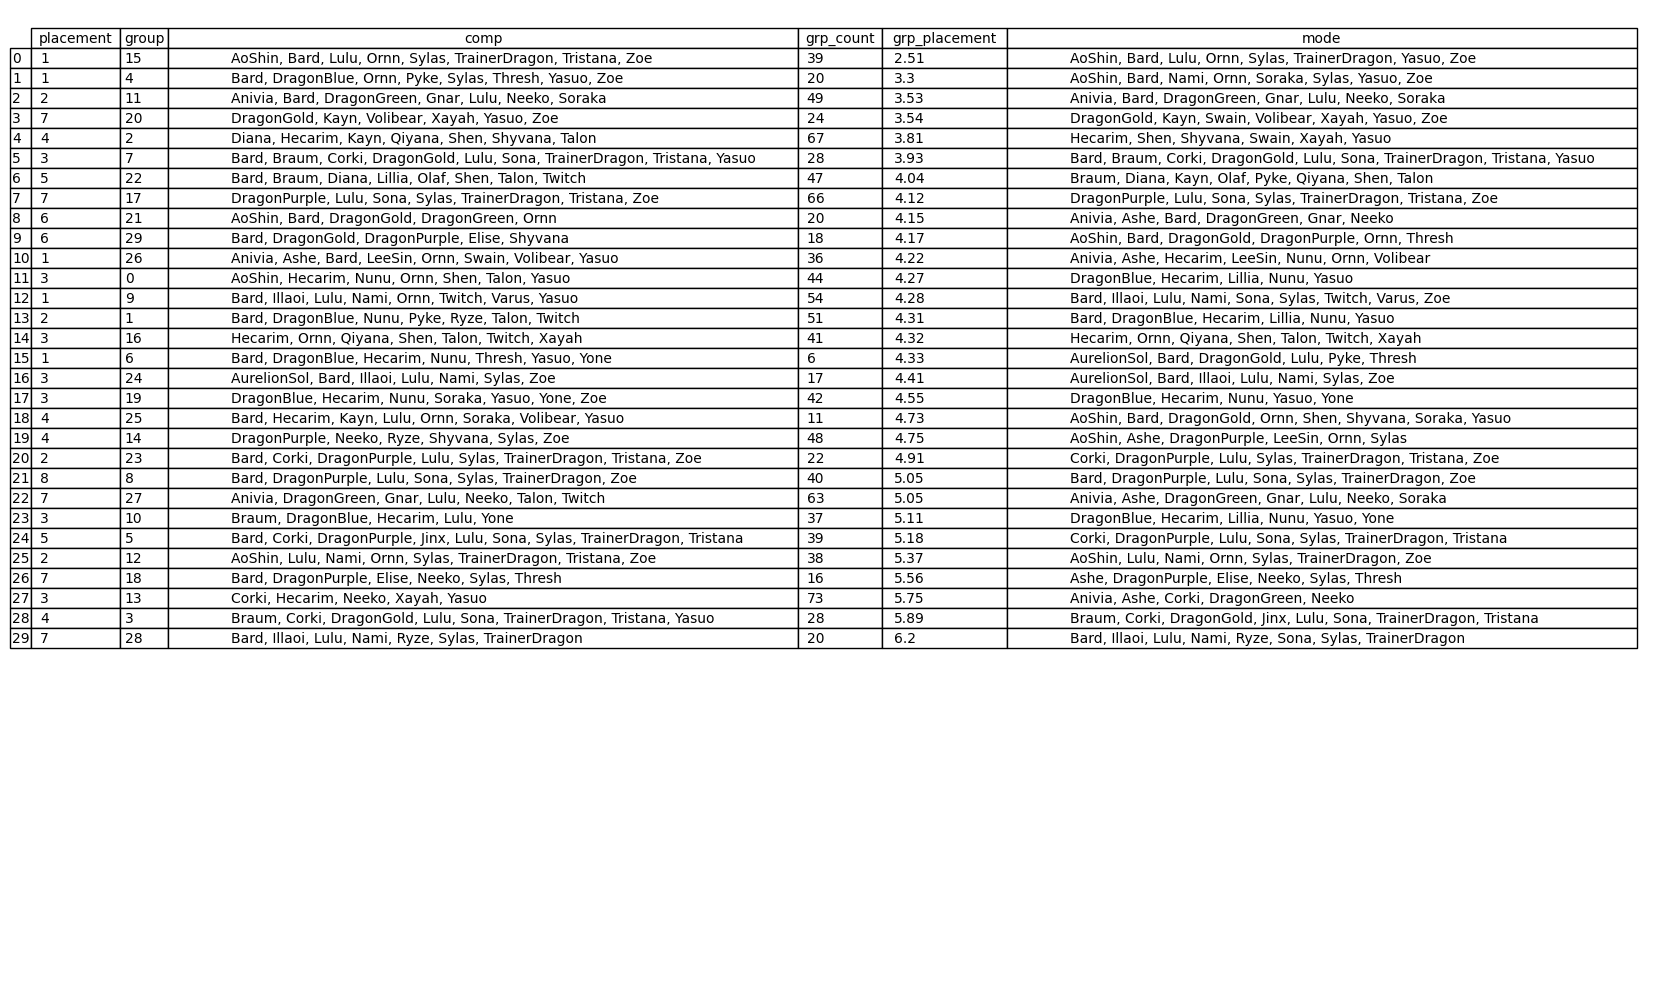 placement group comp grp_count grp_placement mode
0 1 15 AoShin, Bard, Lulu, Ornn, Sylas, TrainerDragon, Tristana, Zoe 39 2.51 AoShin, Bard, Lulu, Ornn, Sylas, TrainerDragon, Yasuo, Zoe
1 1 4 Bard, DragonBlue, Ornn, Pyke, Sylas, Thresh, Yasuo, Zoe 20 3.3 AoShin, Bard, Nami, Ornn, Soraka, Sylas, Yasuo, Zoe
2 2 11 Anivia, Bard, DragonGreen, Gnar, Lulu, Neeko, Soraka 49 3.53 Anivia, Bard, DragonGreen, Gnar, Lulu, Neeko, Soraka
3 7 20 DragonGold, Kayn, Volibear, Xayah, Yasuo, Zoe 24 3.54 DragonGold, Kayn, Swain, Volibear, Xayah, Yasuo, Zoe
4 4 2 Diana, Hecarim, Kayn, Qiyana, Shen, Shyvana, Talon 67 3.81 Hecarim, Shen, Shyvana, Swain, Xayah, Yasuo
5 3 7 Bard, Braum, Corki, DragonGold, Lulu, Sona, TrainerDragon, Tristana, Yasuo 28 3.93 Bard, Braum, Corki, DragonGold, Lulu, Sona, TrainerDragon, Tristana, Yasuo
6 5 22 Bard, Braum, Diana, Lillia, Olaf, Shen, Talon, Twitch 47 4.04 Braum, Diana, Kayn, Olaf, Pyke, Qiyana, Shen, Talon
7 7 17 DragonPurple, Lulu, Sona, Sylas, TrainerDragon, Tristana, Zoe 66 4.12 DragonPurple, Lulu, Sona, Sylas, TrainerDragon, Tristana, Zoe
8 6 21 AoShin, Bard, DragonGold, DragonGreen, Ornn 20 4.15 Anivia, Ashe, Bard, DragonGreen, Gnar, Neeko
9 6 29 Bard, DragonGold, DragonPurple, Elise, Shyvana 18 4.17 AoShin, Bard, DragonGold, DragonPurple, Ornn, Thresh
10 1 26 Anivia, Ashe, Bard, LeeSin, Ornn, Swain, Volibear, Yasuo 36 4.22 Anivia, Ashe, Hecarim, LeeSin, Nunu, Ornn, Volibear
11 3 0 AoShin, Hecarim, Nunu, Ornn, Shen, Talon, Yasuo 44 4.27 DragonBlue, Hecarim, Lillia, Nunu, Yasuo
12 1 9 Bard, Illaoi, Lulu, Nami, Ornn, Twitch, Varus, Yasuo 54 4.28 Bard, Illaoi, Lulu, Nami, Sona, Sylas, Twitch, Varus, Zoe
13 2 1 Bard, DragonBlue, Nunu, Pyke, Ryze, Talon, Twitch 51 4.31 Bard, DragonBlue, Hecarim, Lillia, Nunu, Yasuo
14 3 16 Hecarim, Ornn, Qiyana, Shen, Talon, Twitch, Xayah 41 4.32 Hecarim, Ornn, Qiyana, Shen, Talon, Twitch, Xayah
15 1 6 Bard, DragonBlue, Hecarim, Nunu, Thresh, Yasuo, Yone 6 4.33 AurelionSol, Bard, DragonGold, Lulu, Pyke, Thresh
16 3 24 AurelionSol, Bard, Illaoi, Lulu, Nami, Sylas, Zoe 17 4.41 AurelionSol, Bard, Illaoi, Lulu, Nami, Sylas, Zoe
17 3 19 DragonBlue, Hecarim, Nunu, Soraka, Yasuo, Yone, Zoe 42 4.55 DragonBlue, Hecarim, Nunu, Yasuo, Yone
18 4 25 Bard, Hecarim, Kayn, Lulu, Ornn, Soraka, Volibear, Yasuo 11 4.73 AoShin, Bard, DragonGold, Ornn, Shen, Shyvana, Soraka, Yasuo
19 4 14 DragonPurple, Neeko, Ryze, Shyvana, Sylas, Zoe 48 4.75 AoShin, Ashe, DragonPurple, LeeSin, Ornn, Sylas
20 2 23 Bard, Corki, DragonPurple, Lulu, Sylas, TrainerDragon, Tristana, Zoe 22 4.91 Corki, DragonPurple, Lulu, Sylas, TrainerDragon, Tristana, Zoe
21 8 8 Bard, DragonPurple, Lulu, Sona, Sylas, TrainerDragon, Zoe 40 5.05 Bard, DragonPurple, Lulu, Sona, Sylas, TrainerDragon, Zoe
22 7 27 Anivia, DragonGreen, Gnar, Lulu, Neeko, Talon, Twitch 63 5.05 Anivia, Ashe, DragonGreen, Gnar, Lulu, Neeko, Soraka
23 3 10 Braum, DragonBlue, Hecarim, Lulu, Yone 37 5.11 DragonBlue, Hecarim, Lillia, Nunu, Yasuo, Yone
24 5 5 Bard, Corki, DragonPurple, Jinx, Lulu, Sona, Sylas, TrainerDragon, Tristana 39 5.18 Corki, DragonPurple, Lulu, Sona, Sylas, TrainerDragon, Tristana
25 2 12 AoShin, Lulu, Nami, Ornn, Sylas, TrainerDragon, Tristana, Zoe 38 5.37 AoShin, Lulu, Nami, Ornn, Sylas, TrainerDragon, Zoe
26 7 18 Bard, DragonPurple, Elise, Neeko, Sylas, Thresh 16 5.56 Ashe, DragonPurple, Elise, Neeko, Sylas, Thresh
27 3 13 Corki, Hecarim, Neeko, Xayah, Yasuo 73 5.75 Anivia, Ashe, Corki, DragonGreen, Neeko
28 4 3 Braum, Corki, DragonGold, Lulu, Sona, TrainerDragon, Tristana, Yasuo 28 5.89 Braum, Corki, DragonGold, Jinx, Lulu, Sona, TrainerDragon, Tristana
29 7 28 Bard, Illaoi, Lulu, Nami, Ryze, Sylas, TrainerDragon 20 6.2 Bard, Illaoi, Lulu, Nami, Ryze, Sona, Sylas, TrainerDragon